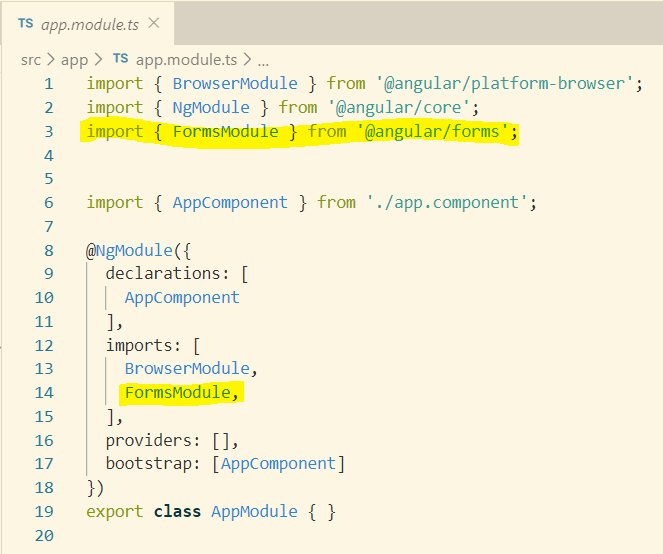 TS app.module.ts ×
src > app > TS app.module.ts > ...
1 import { BrowserModule } from '@angular/platform-browser';
2 import { NgModule } from '@angular/core';
3 import { FormsModule } from '@angular/forms';
4
5
6 import { AppComponent } from './app.component';
7
8 @NgModule({
9   declarations: [
10     AppComponent
11   ],
12   imports: [
13     BrowserModule,
14     FormsModule,
15   ],
16   providers: [],
17   bootstrap: [AppComponent]
18 })
19 export class AppModule { }
20